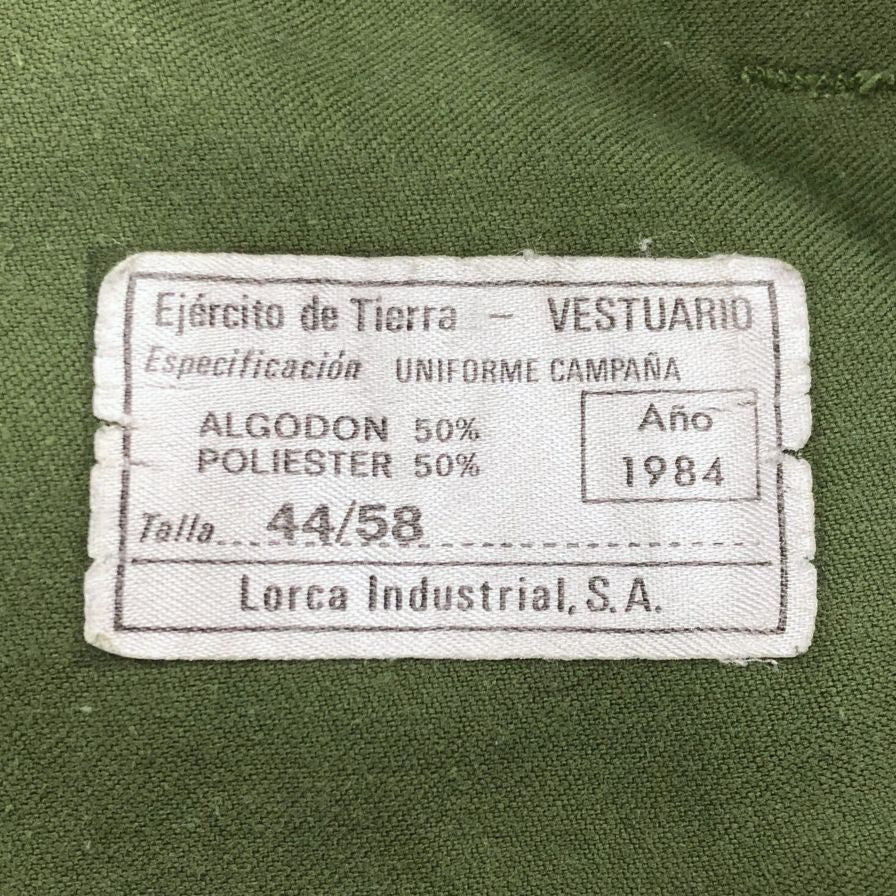 Ejército de Tierra – VESTUARIO
Especificación UNIFORME CAMPAÑA
ALGODON 50%
POLIESTER 50%
Año
1984
Talla 44/58
Lorca Industrial, S.A.